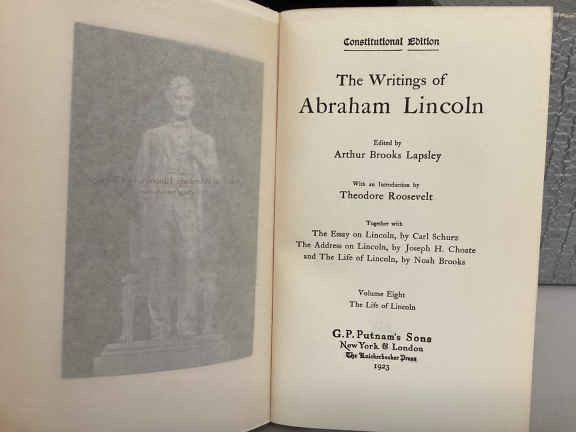 Constitutional Edition
The Writings of
Abraham Lincoln
Edited by
Arthur Brooks Lapsley
With an Introduction by
Theodore Roosevelt
Together with
The Essay on Lincoln, by Carl Schurz
The Address on Lincoln, by Joseph H. Choate
and The Life of Lincoln, by Noah Brooks
Volume Eight
The Life of Lincoln
G. P. Putnam's Sons
New York & London
The Knickerbocker Press
1923